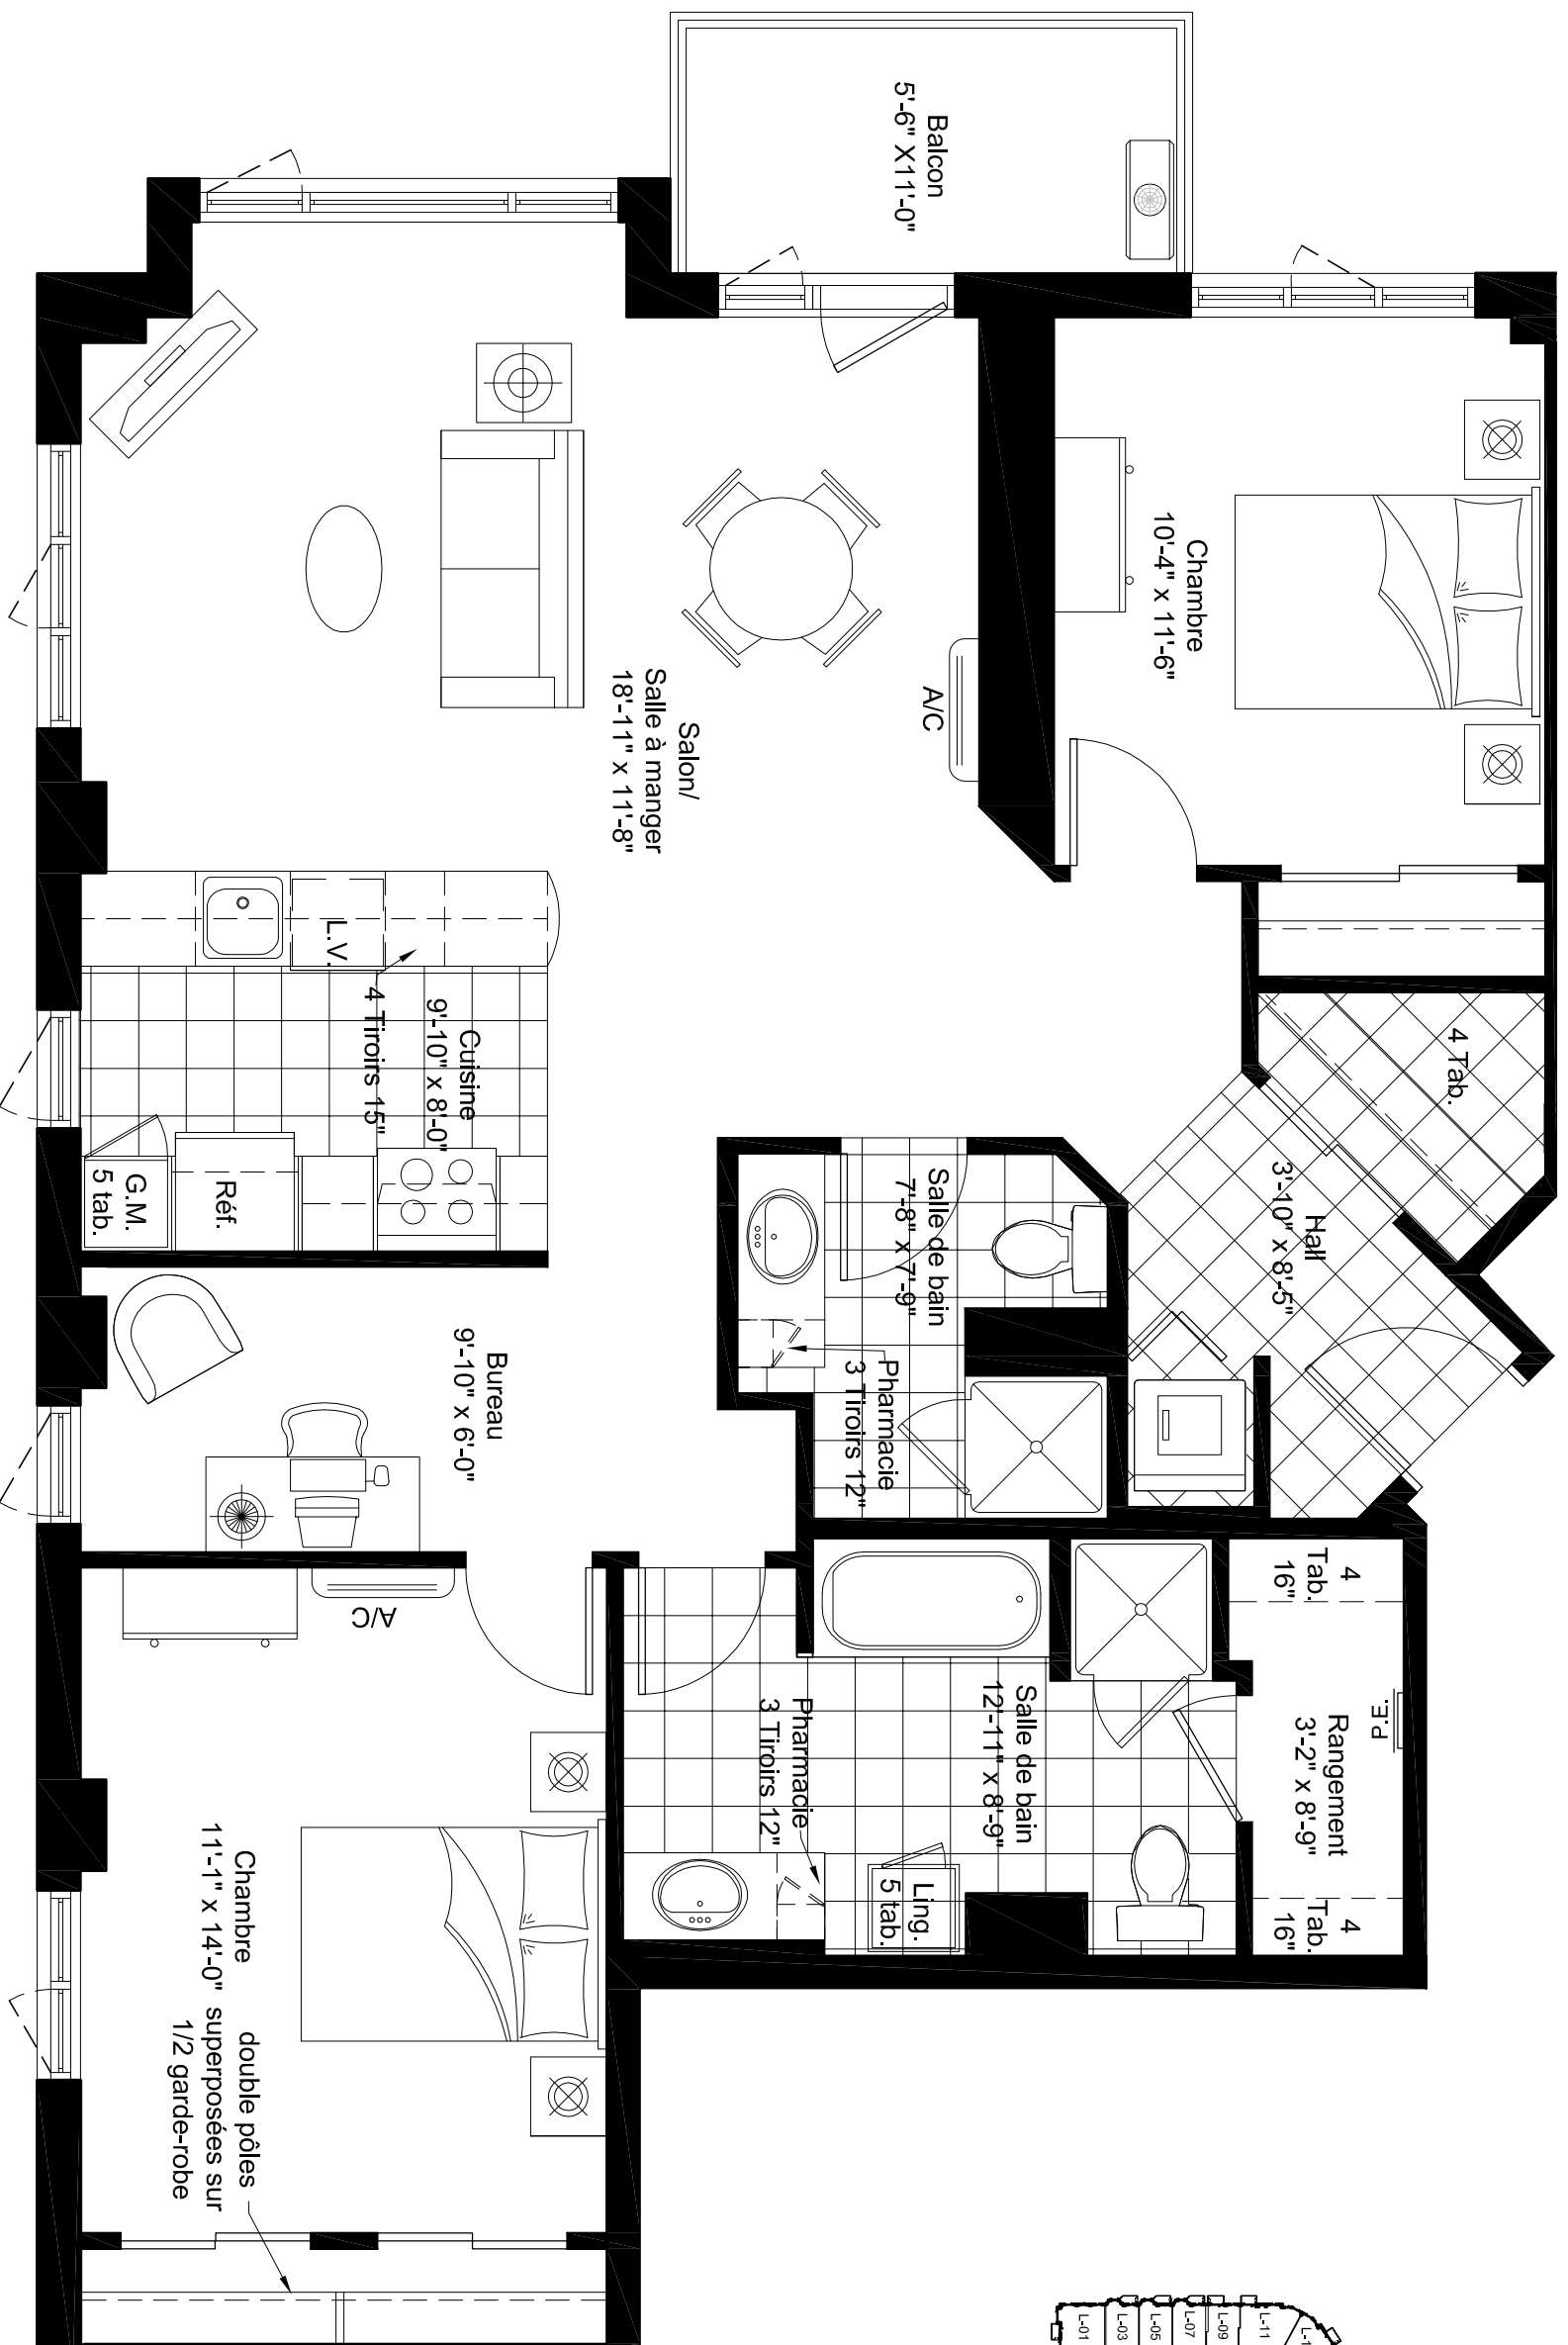 Balcon
5'-6" X11'-0"
Chambre
10'-4" x 11'-6"
A/C
Salon/
Salle à manger
18'-11" x 11'-8"
4 Tab.
Hall
3'-10" x 8'-5"
L.V.
Cuisine
9'-10" x 8'-0"
4 Tiroirs 15"
Réf.
G.M.
5 tab.
Salle de bain
7'-8" x 7'-9"
Pharmacie
3 Tiroirs 12"
Bureau
9'-10" x 6'-0"
4
Tab.
16"
P.E.
Rangement
3'-2" x 8'-9"
4
Tab.
16"
Salle de bain
12'-11" x 8'-9"
Pharmacie
3 Tiroirs 12"
Ling.
5 tab.
A/C
Chambre
11'-1" x 14'-0"
double pôles
superposées sur
1/2 garde-robe
L-11
L-09
L-07
L-05
L-03
L-01